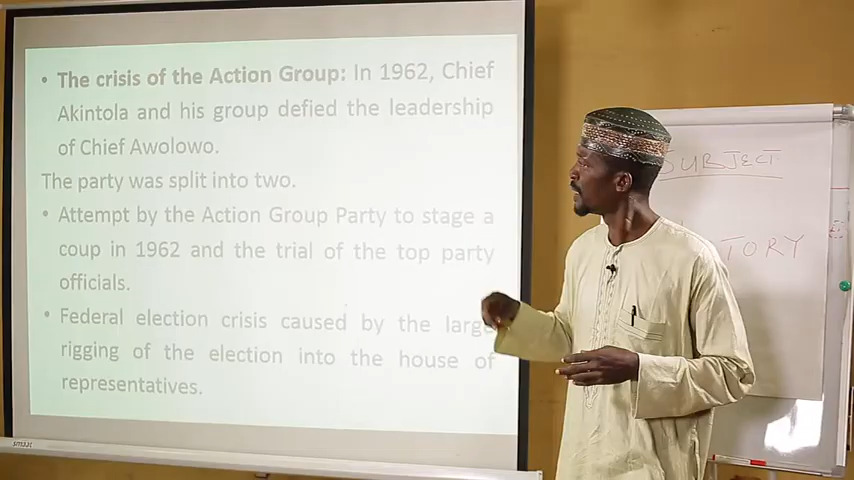 • The crisis of the Action Group: In 1962, Chief
Akintola and his group defied the leadership
of Chief Awolowo.
The party was split into two.
• Attempt by the Action Group Party to stage a
coup in 1962 and the trial of the top party
officials.
• Federal election crisis caused by the large
rigging of the election into the house of
representatives.
SUBJECT
TORY
smaat